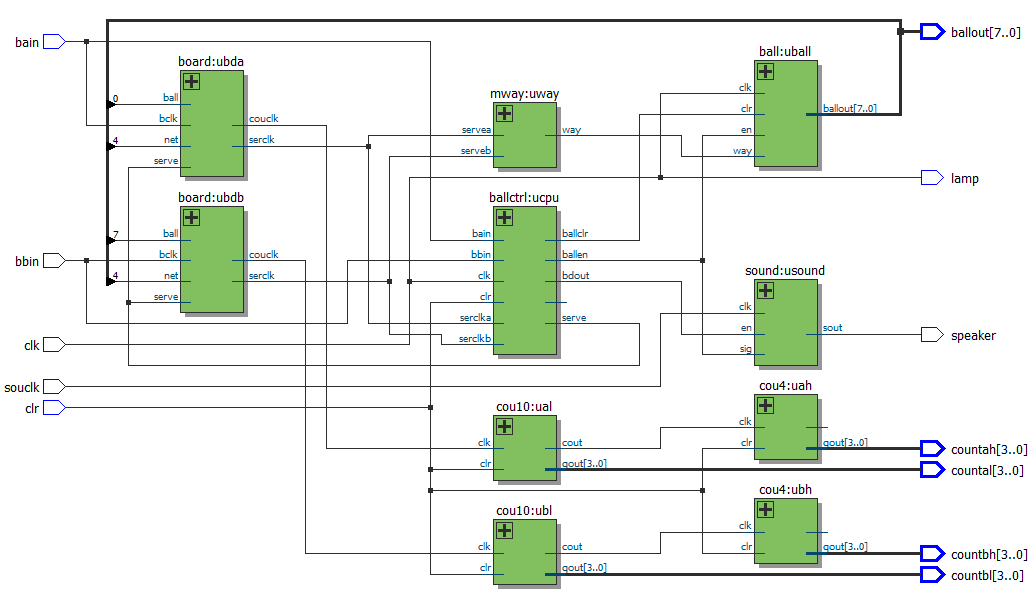 bain
ballout[7..0]
ball:uball
board:ubda
clk
mway:uway
0
ball
clr
ballout[7..0]
bclk
couclk
servea
way
en
4
net
serclk
serveb
way
serve
lamp
board:ubdb
ballctrl:ucpu
7
ball
bain
ballclr
bbin
bclk
couclk
bbin
ballen
4
net
serclk
clk
bdout
sound:usound
serve
clr
clk
serclka
serve
en
sout
speaker
clk
serclkb
sig
souclk
cou4:uah
clr
cou10:ual
clk
clk
cout
clr
qout[3..0]
countah[3..0]
clr
qout[3..0]
countal[3..0]
cou4:ubh
cou10:ubl
clk
clk
cout
clr
qout[3..0]
countbh[3..0]
clr
qout[3..0]
countbl[3..0]